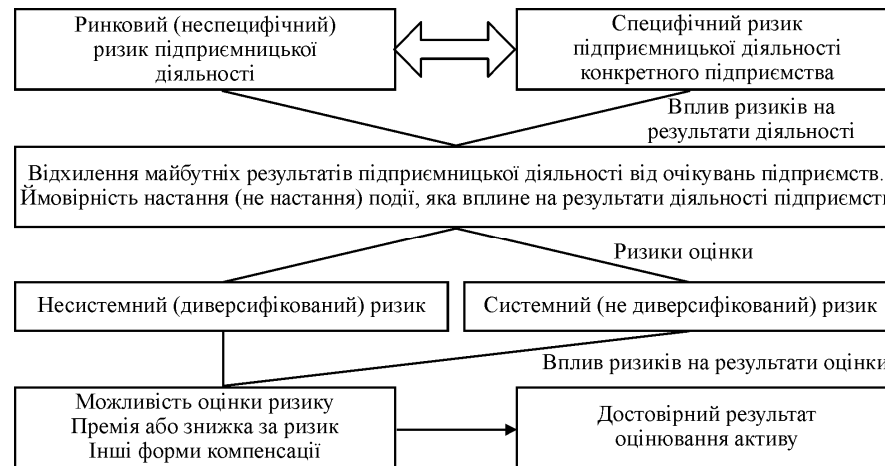 Ринковий (неспецифічний)
ризик підприємницької
діяльності
Специфічний ризик
підприємницької діяльності
конкретного підприємства
Вплив ризиків на
результати діяльності
Відхилення майбутніх результатів підприємницької діяльності від очікувань підприємств.
Ймовірність настання (не настання) події, яка вплине на результати діяльності підприємств
Ризики оцінки
Несистемний (диверсифікований) ризик
Системний (не диверсифікований) ризик
Вплив ризиків на результати оцінки
Можливість оцінки ризику
Премія або знижка за ризик
Інші форми компенсації
Достовірний результат
оцінювання активу